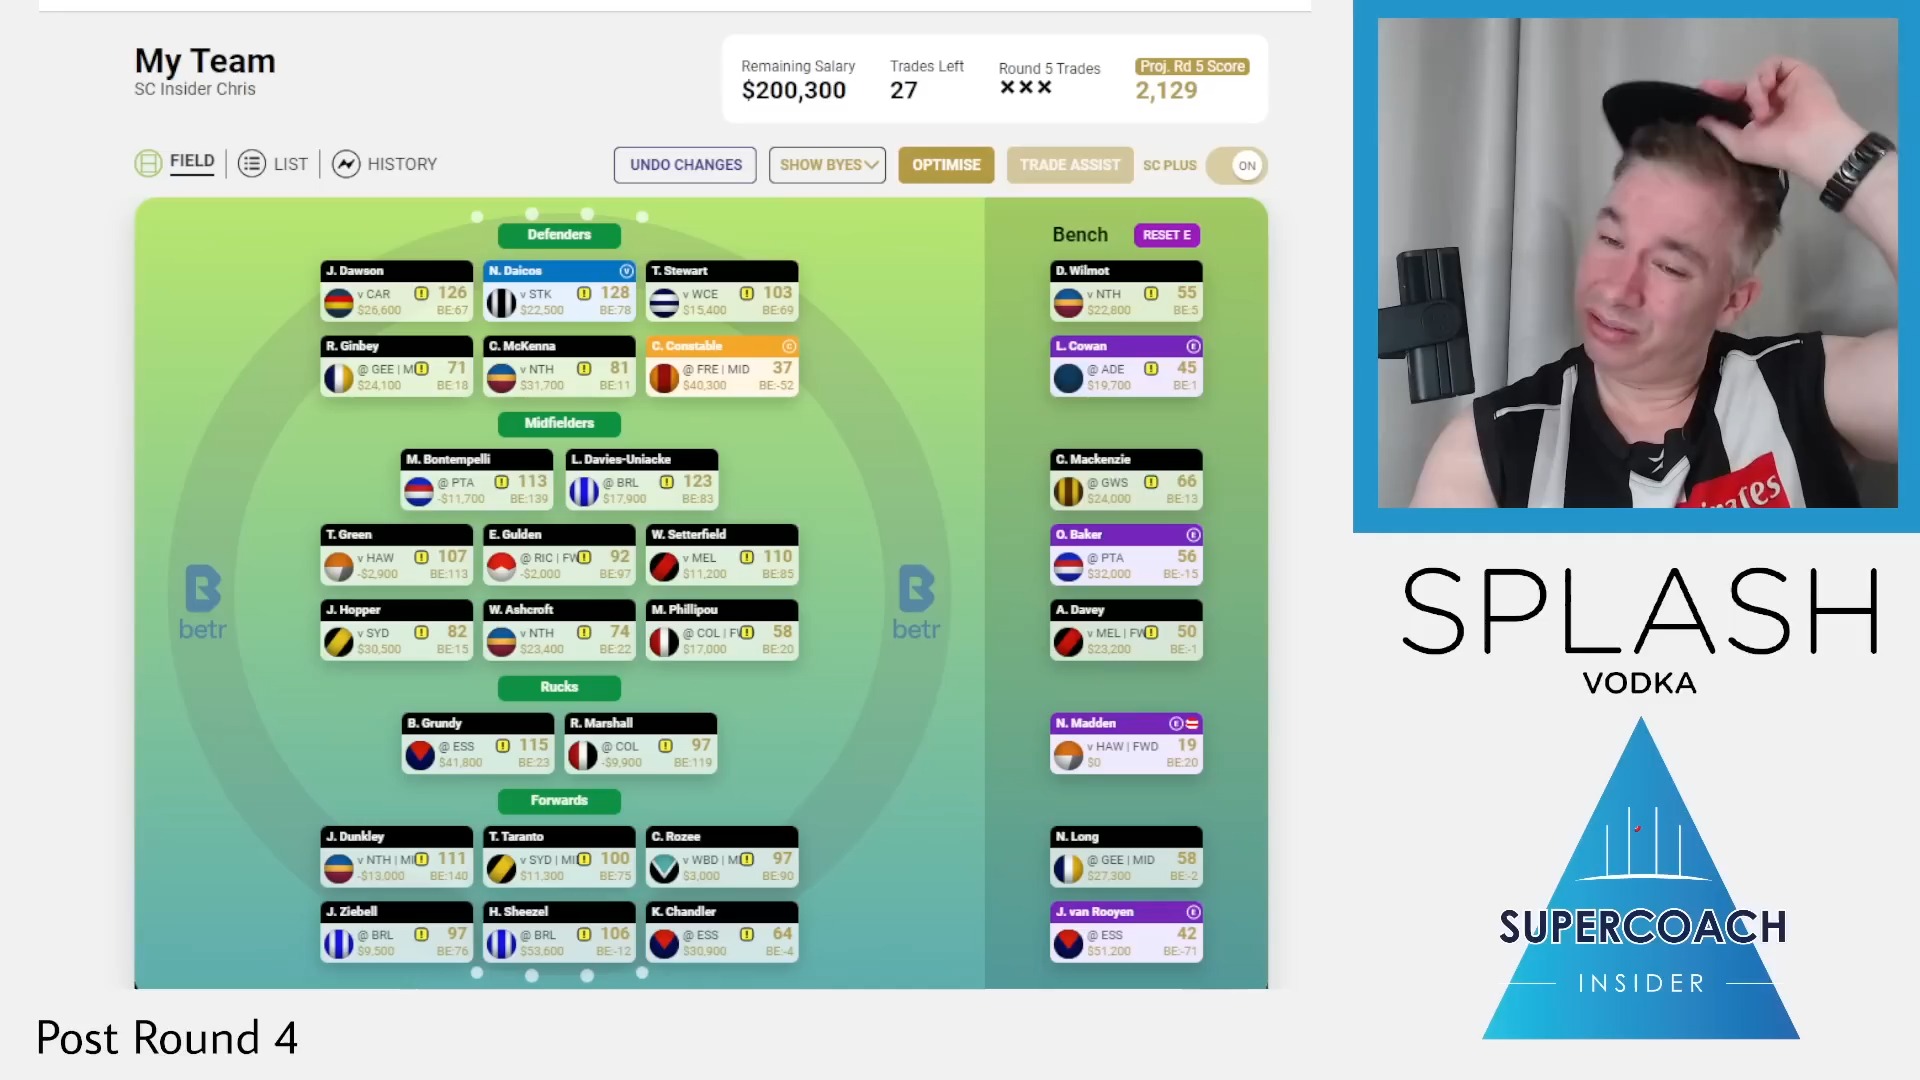 My Team
SC Insider Chris
Remaining Salary
$200,300
Trades Left
27
Round 5 Trades
Proj. Rd 5 Score
2,129
FIELD
LIST
HISTORY
UNDO CHANGES
SHOW BYES
OPTIMISE
TRADE ASSIST
SC PLUS
ON
Defenders
Bench
RESET E
J. Dawson
v CAR
126
$26,600
BE:67
N. Daicos V
v STK
128
$22,500
BE:78
T. Stewart
v WCE
103
$15,400
BE:69
D. Wilmot
v NTH
55
$22,800
BE:5
R. Ginbey
@ GEE | M
71
$24,100
BE:18
C. McKenna
v NTH
81
$31,700
BE:11
C. Constable C
@ FRE | MID
37
$40,300
BE:-52
L. Cowan E
@ ADE
45
$19,700
BE:1
Midfielders
M. Bontempelli
@ PTA
113
-$11,700
BE:139
L. Davies-Uniacke
@ BRL
123
$17,900
BE:83
C. Mackenzie
@ GWS
66
$24,000
BE:13
T. Green
v HAW
107
-$2,900
BE:113
E. Gulden
@ RIC | FW
92
-$2,000
BE:97
W. Setterfield
v MEL
110
$11,200
BE:85
O. Baker E
@ PTA
56
$32,000
BE:-15
J. Hopper
v SYD
82
$30,500
BE:15
W. Ashcroft
v NTH
74
$23,400
BE:22
M. Phillipou
@ COL | FV
58
$17,000
BE:20
A. Davey
v MEL | FW
50
$23,200
BE:-1
betr
betr
Rucks
B. Grundy
@ ESS
115
$41,800
BE:23
R. Marshall
@ COL
97
-$9,900
BE:119
N. Madden E
v HAW | FWD
19
$0
BE:20
Forwards
J. Dunkley
v NTH | MI
111
-$13,000
BE:140
T. Taranto
v SYD | MI
100
$11,300
BE:75
C. Rozee
v WBD | M
97
$3,000
BE:90
N. Long
@ GEE | MID
58
$27,300
BE:-2
J. Ziebell
@ BRL
97
$9,500
BE:76
H. Sheezel
@ BRL
106
$53,600
BE:-12
K. Chandler
@ ESS
64
$30,900
BE:-4
J. van Rooyen E
@ ESS
42
$51,200
BE:-71
Post Round 4
SPLASH
VODKA
SUPERCOACH
INSIDER